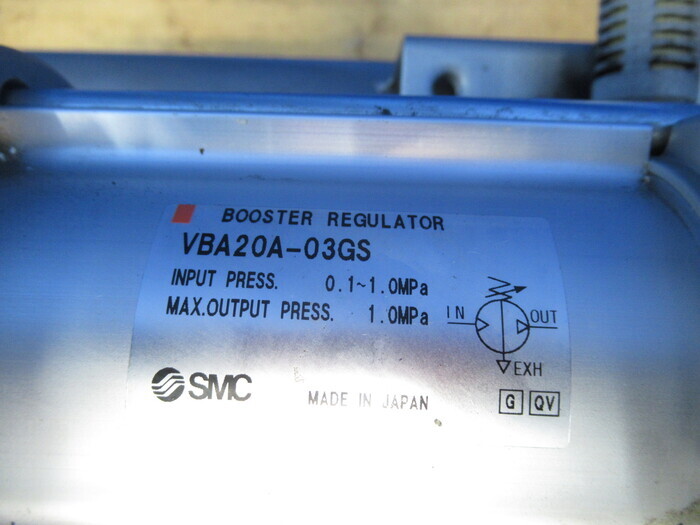 BOOSTER REGULATOR
VBA20A-03GS
INPUT PRESS. 0.1~1.0MPa
MAX.OUTPUT PRESS. 1.0MPa
IN OUT
EXH
SMC
MADE IN JAPAN
G QV